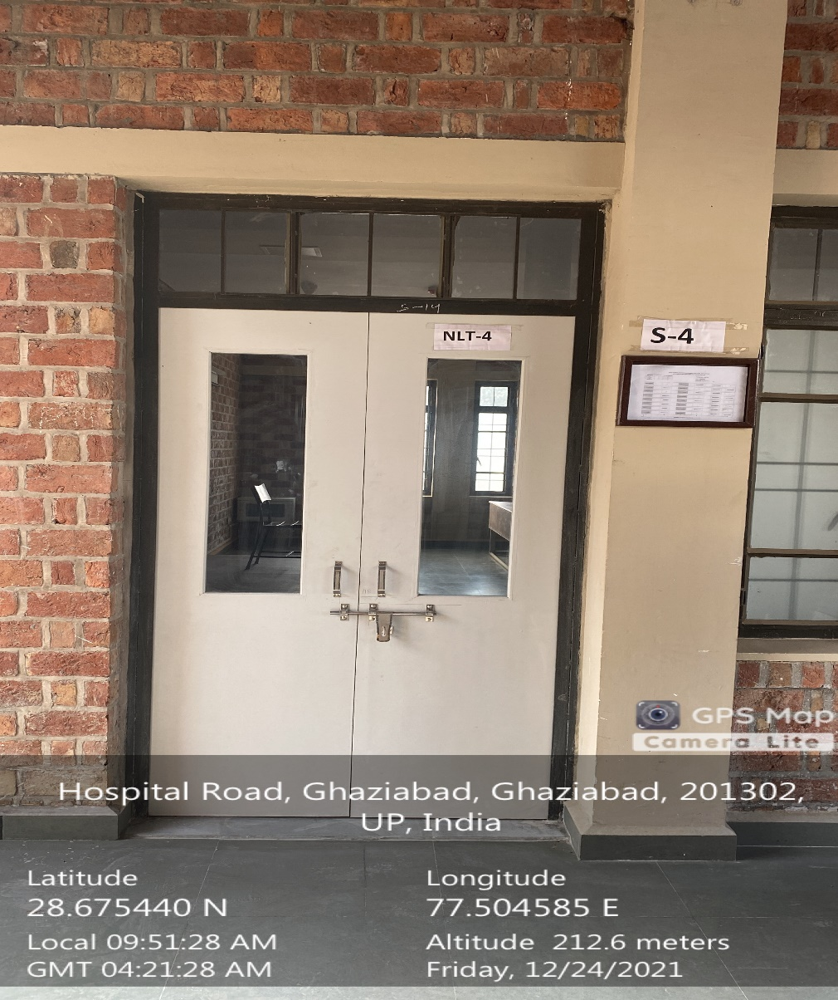 S-14
NLT-4
S-4
GPS Map
Camera Lite
Hospital Road, Ghaziabad, Ghaziabad, 201302,
UP, India
Latitude
28.675440 N
Longitude
77.504585 E
Local 09:51:28 AM
GMT 04:21:28 AM
Altitude 212.6 meters
Friday, 12/24/2021